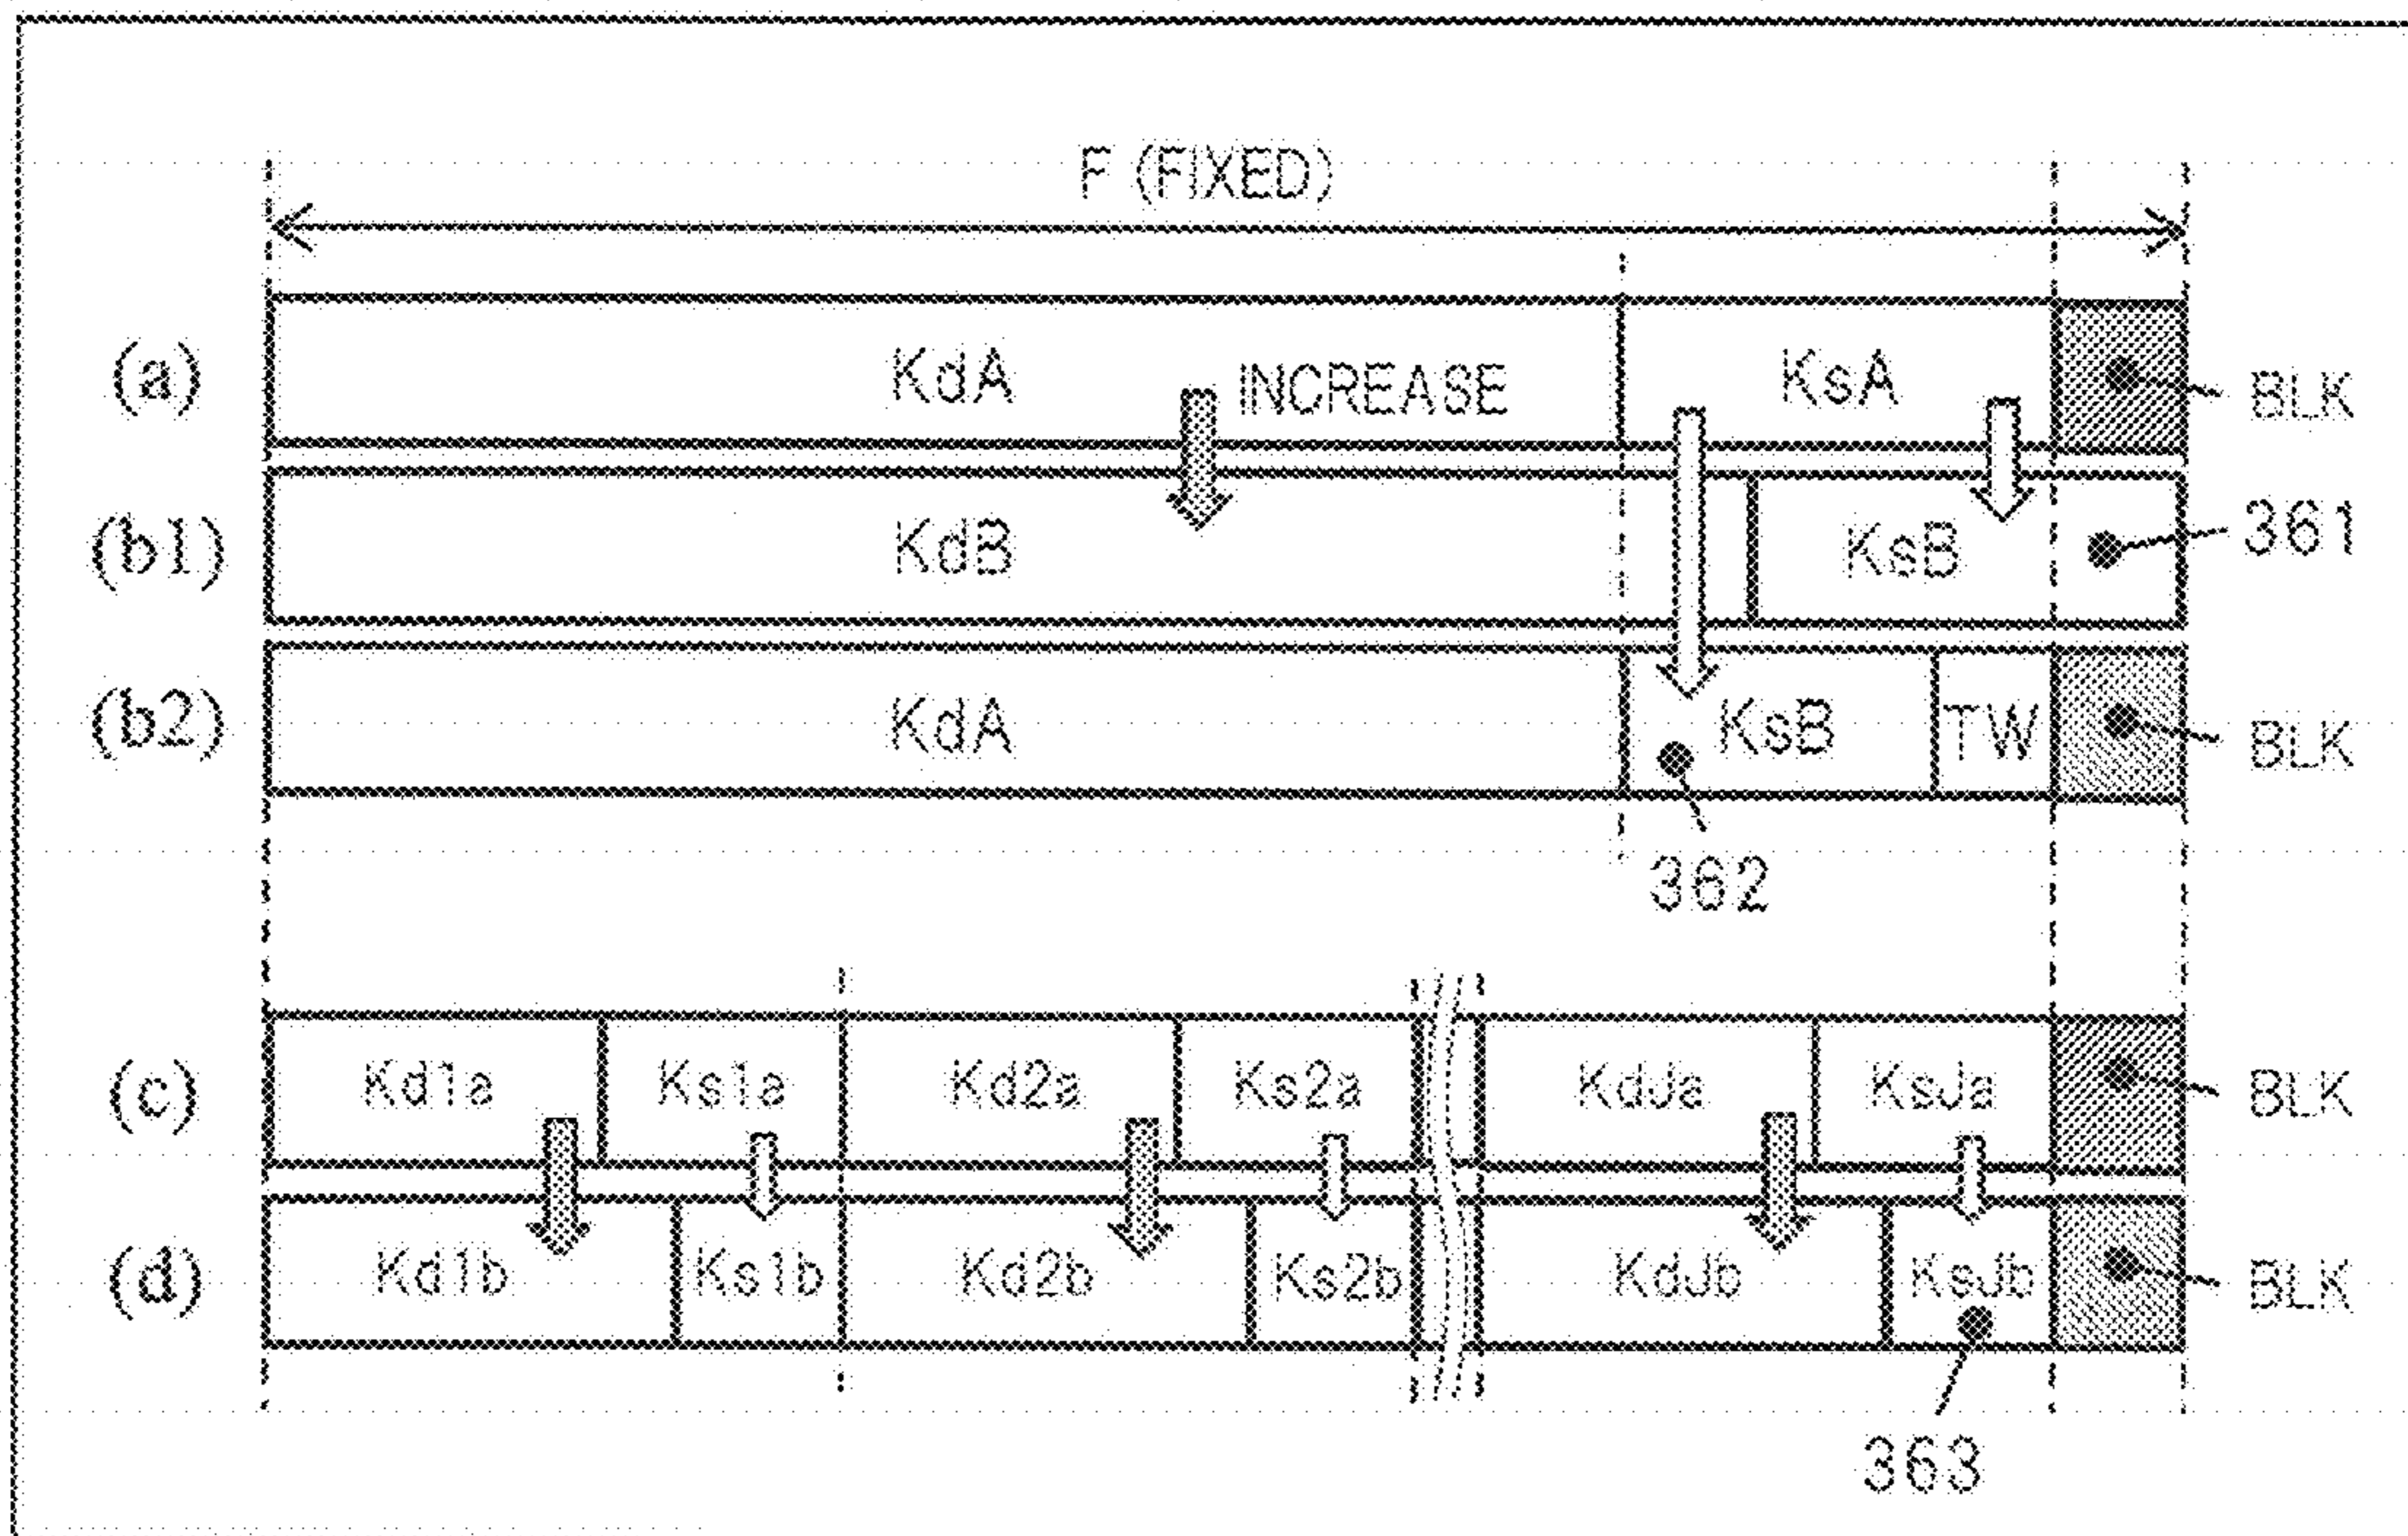 F (FIXED)
(a) KdA INCREASE KsA BLK
(b1) KdB KsB 361
(b2) KdA KsB TW BLK
362
(c) Kd1a Ks1a Kd2a Ks2a KdJa KsJa BLK
(d) Kd1b Ks1b Kd2b Ks2b KdJb KsJb BLK
363